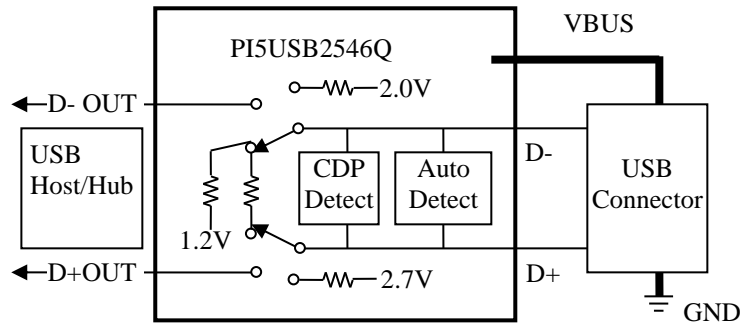 VBUS
PI5USB2546Q
2.0V
D- OUT
USB
Host/Hub
CDP
Detect
Auto
Detect
D-
USB
Connector
1.2V
D+OUT
2.7V
D+
GND